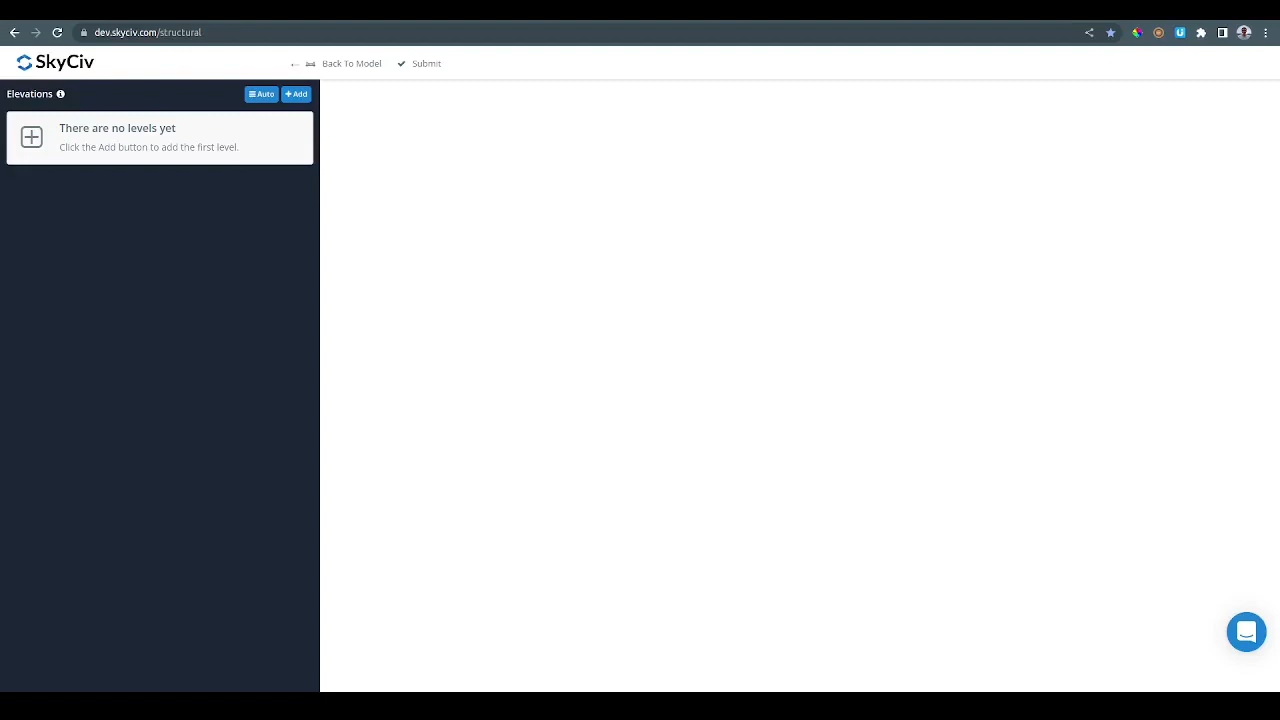 dev.skyciv.com/structural
SkyCiv
← Back To Model
Submit
Elevations
Auto
+ Add
There are no levels yet
Click the Add button to add the first level.